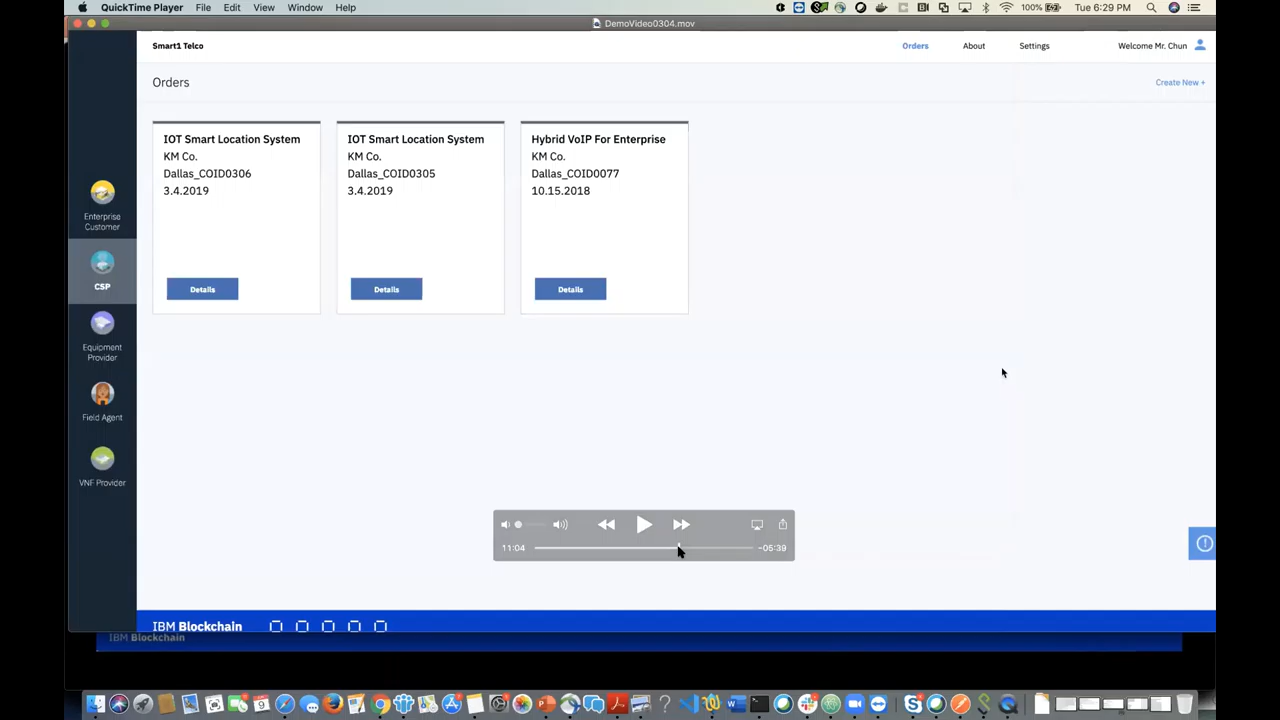 QuickTime Player File Edit View Window Help 100% Tue 6:29 PM
DemoVideo0304.mov
Smart1 Telco Orders About Settings Welcome Mr. Chun
Orders Create New +
IOT Smart Location System
KM Co.
Dallas_COID0306
3.4.2019
Details
IOT Smart Location System
KM Co.
Dallas_COID0305
3.4.2019
Details
Hybrid VoIP For Enterprise
KM Co.
Dallas_COID0077
10.15.2018
Details
Enterprise
Customer
CSP
Equipment
Provider
Field Agent
VNF Provider
11:04 -05:39
IBM Blockchain
IBM Blockchain